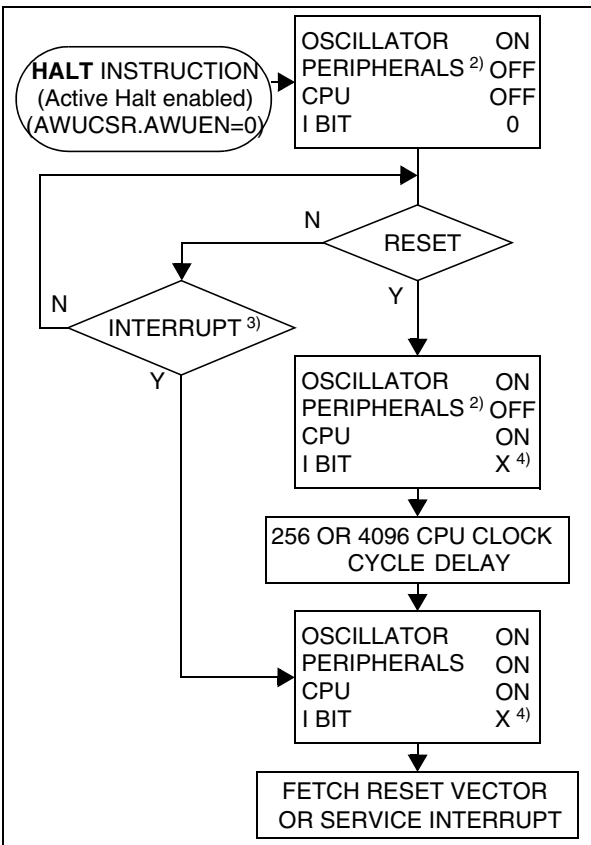 HALT INSTRUCTION
(Active Halt enabled)
(AWUCSR.AWUEN=0)
OSCILLATOR ON
PERIPHERALS 2) OFF
CPU OFF
I BIT 0
RESET
N
Y
INTERRUPT 3)
N
Y
OSCILLATOR ON
PERIPHERALS 2) OFF
CPU ON
I BIT X 4)
256 OR 4096 CPU CLOCK
CYCLE DELAY
OSCILLATOR ON
PERIPHERALS ON
CPU ON
I BIT X 4)
FETCH RESET VECTOR
OR SERVICE INTERRUPT